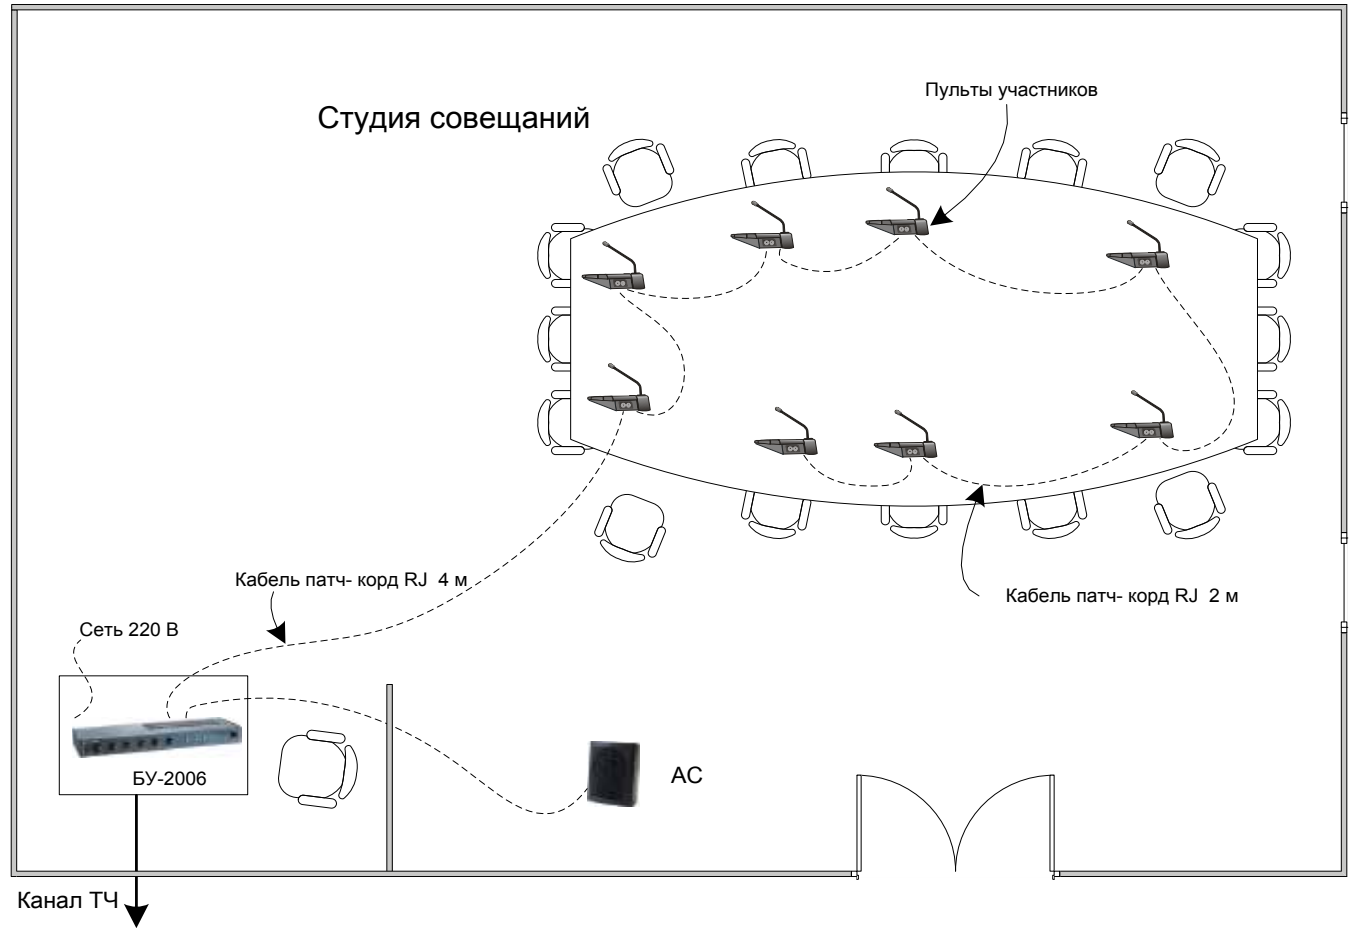 Пульты участников
Студия совещаний
Кабель патч- корд RJ 4 м
Кабель патч- корд RJ 2 м
Сеть 220 В
БУ-2006
АС
Канал ТЧ